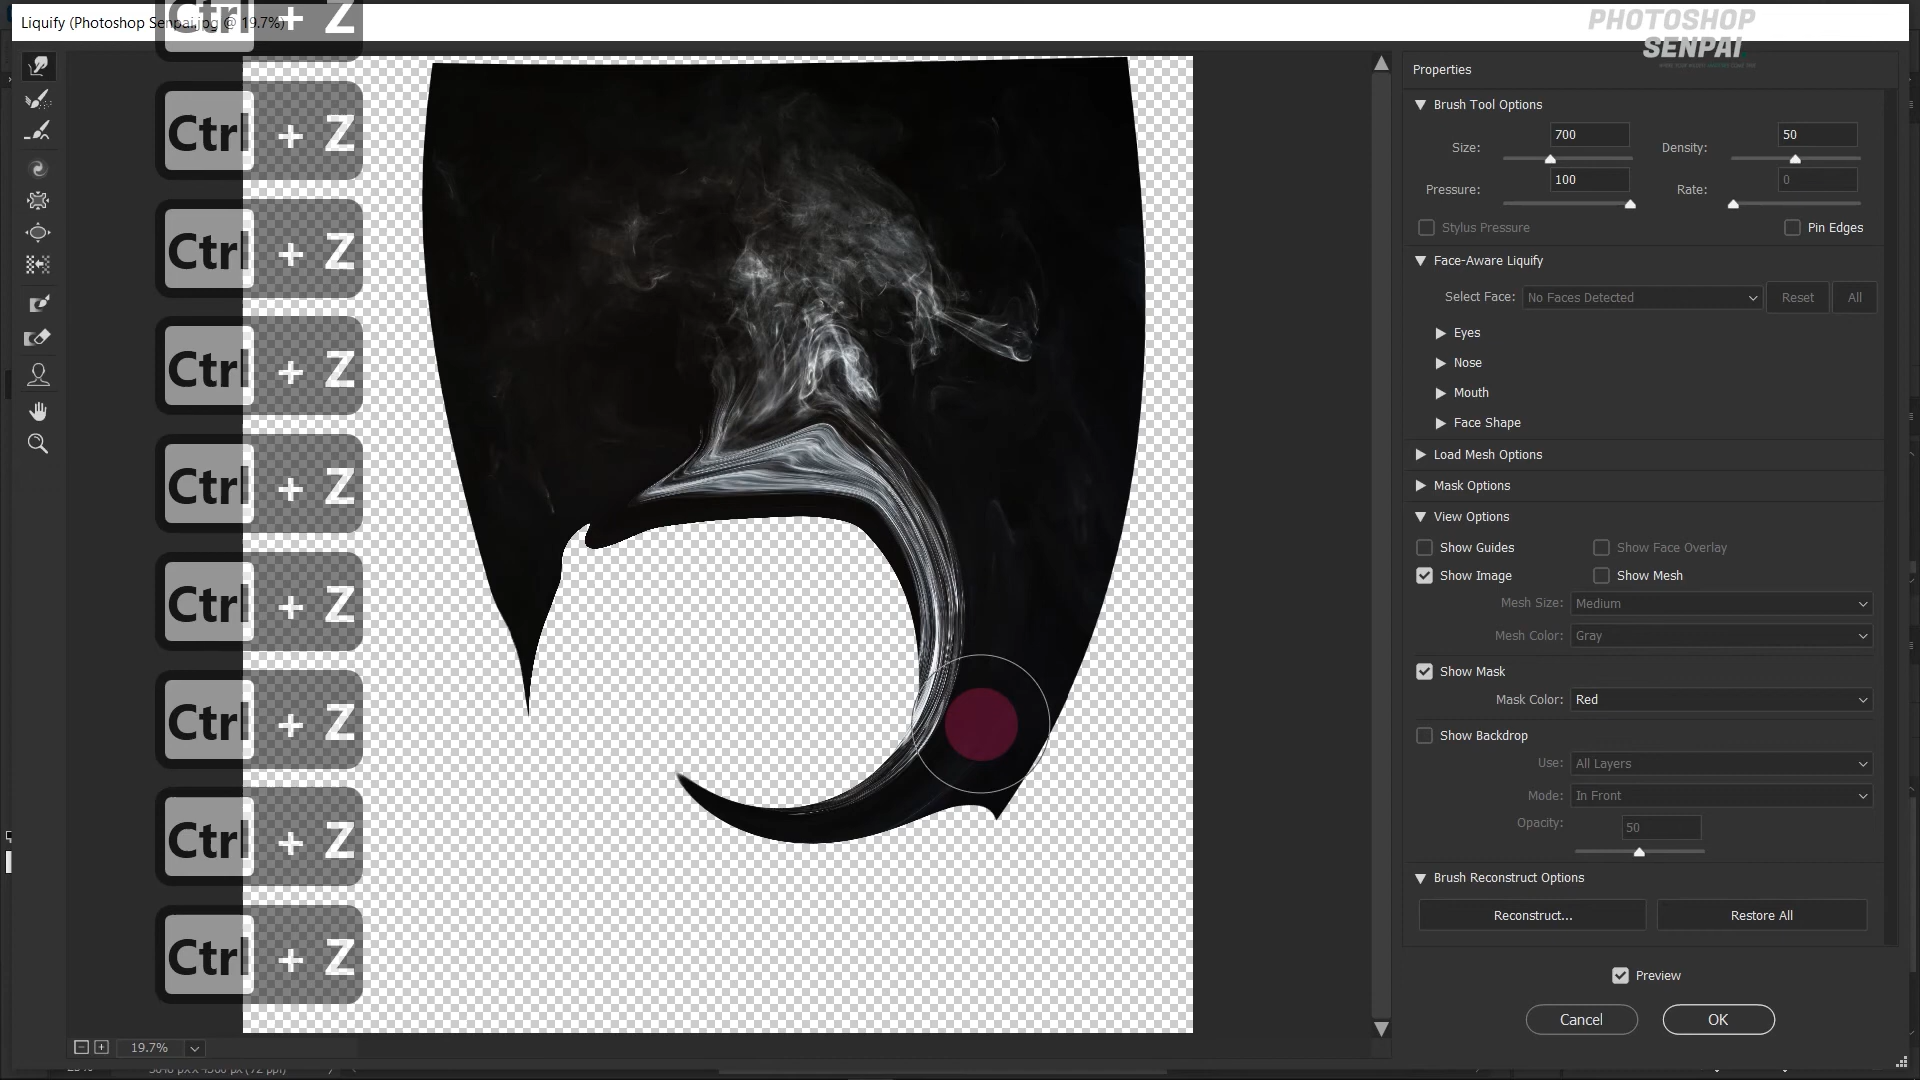 Liquify (Photoshop Senpai.jpg @ 19.7%)
PHOTOSHOP
SENPAI
Ctrl + Z
Ctrl + Z
Ctrl + Z
Ctrl + Z
Ctrl + Z
Ctrl + Z
Ctrl + Z
Ctrl + Z
Ctrl + Z
Properties
Brush Tool Options
Size: 700 Density: 50
Pressure: 100 Rate: 0
Stylus Pressure Pin Edges
Face-Aware Liquify
Select Face: No Faces Detected Reset All
Eyes
Nose
Mouth
Face Shape
Load Mesh Options
Mask Options
View Options
Show Guides Show Face Overlay
Show Image Show Mesh
Mesh Size: Medium
Mesh Color: Gray
Show Mask
Mask Color: Red
Show Backdrop
Use: All Layers
Mode: In Front
Opacity: 50
Brush Reconstruct Options
Reconstruct... Restore All
Preview
Cancel OK
19.7%